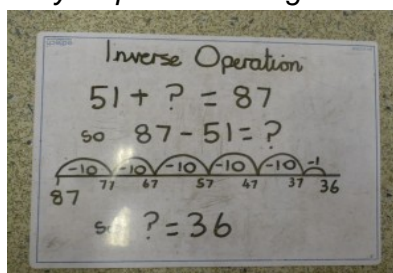 Inverse Operation
51 + ? = 87
so 87 - 51 = ?
-10 -10 -10 -10 -10 -1
87 77 67 57 47 37 36
so ? = 36